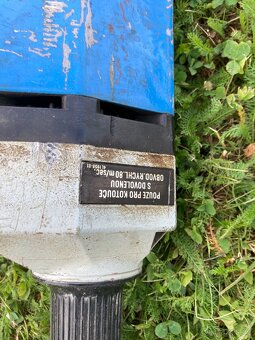 POUZE PRO KOTOUČE
S DOVOLENOU
OBVOD. RYCHL. 80 m/sec.